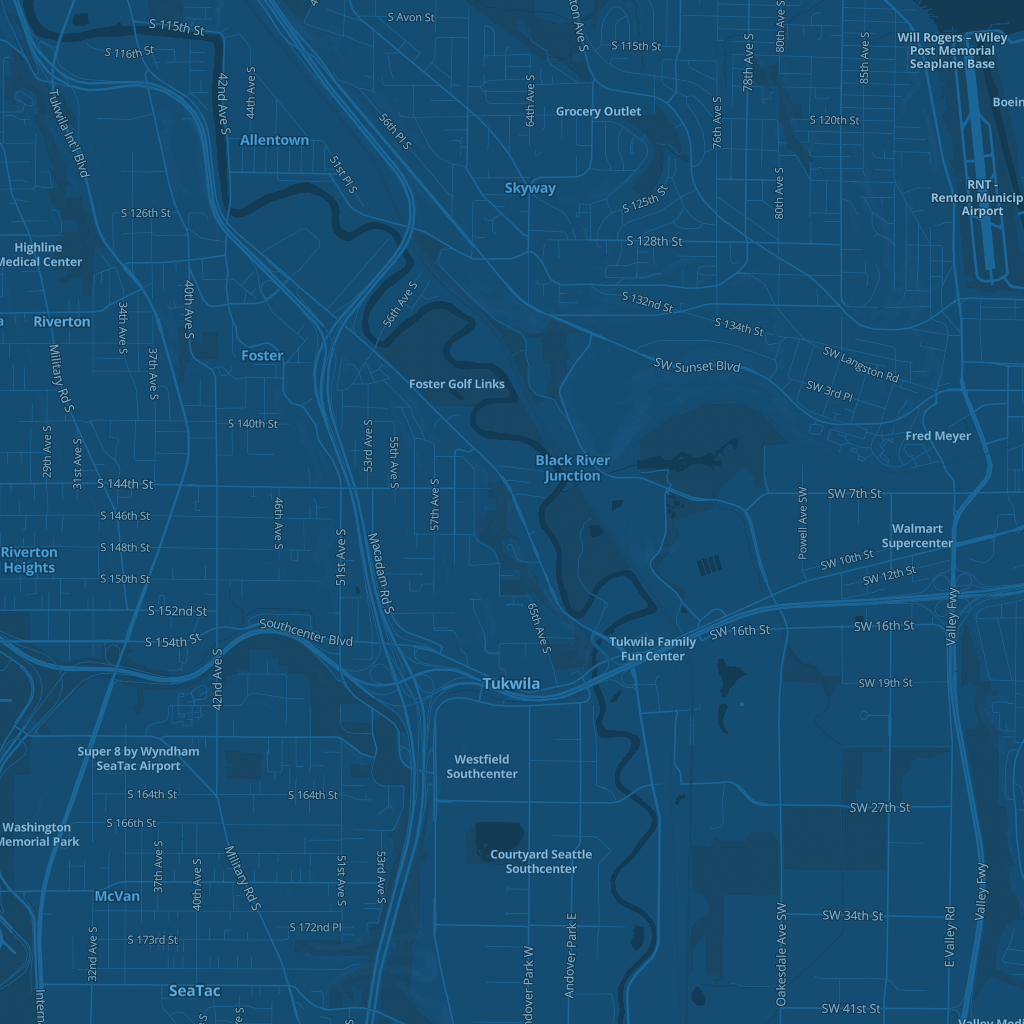 S Avon St
S 115th St
S 115th St
S 116th St
80th Ave S
78th Ave S
85th Ave S
Will Rogers – Wiley
Post Memorial
Seaplane Base
42nd Ave S
44th Ave S
64th Ave S
Grocery Outlet
76th Ave S
S 120th St
Tukwila Int'l Blvd
Allentown
56th Pl S
51st Pl S
Skyway
S 125th St
80th Ave S
RNT -
Airport
S 126th St
S 128th St
Highline
Medical Center
40th Ave S
34th Ave S
Riverton
56th Ave S
S 132nd St
S 134th St
Foster
37th Ave S
Military Rd S
Foster Golf Links
SW Sunset Blvd
SW Langston Rd
SW 3rd Pl
S 140th St
29th Ave S
31st Ave S
53rd Ave S
55th Ave S
Fred Meyer
Black River
Junction
S 144th St
57th Ave S
SW 7th St
S 146th St
46th Ave S
Powell Ave SW
Walmart
Supercenter
S 148th St
Riverton
Heights
51st Ave S
Macadam Rd S
SW 10th St
SW 12th St
S 150th St
S 152nd St
Southcenter Blvd
65th Ave S
S 154th St
Tukwila Family
Fun Center
SW 16th St
SW 16th St
Valley Fwy
42nd Ave S
Tukwila
SW 19th St
Super 8 by Wyndham
SeaTac Airport
Westfield
Southcenter
S 164th St
S 164th St
SW 27th St
S 166th St
Washington
Memorial Park
37th Ave S
40th Ave S
Military Rd S
51st Ave S
53rd Ave S
Courtyard Seattle
Southcenter
McVan
Valley Fwy
S 172nd Pl
SW 34th St
S 173rd St
32nd Ave S
Andover Park E
Oakesdale Ave SW
E Valley Rd
SeaTac
SW 41st St